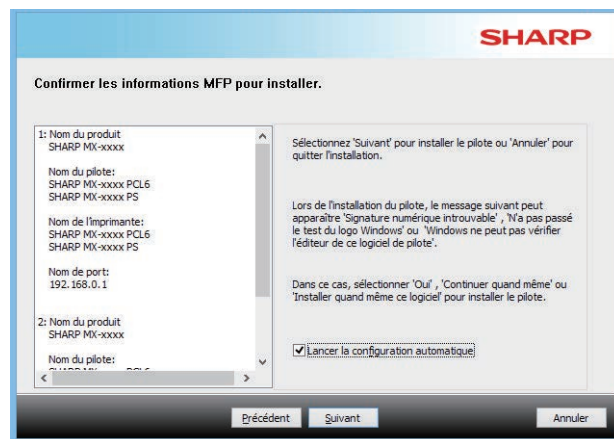 SHARP
Confirmer les informations MFP pour installer.
1: Nom du produit
SHARP MX-xxxx
Nom du pilote:
SHARP MX-xxxx PCL6
SHARP MX-xxxx PS
Nom de l'imprimante:
SHARP MX-xxxx PCL6
SHARP MX-xxxx PS
Nom de port:
192.168.0.1
2: Nom du produit
SHARP MX-xxxx
Nom du pilote:
Sélectionnez 'Suivant' pour installer le pilote ou 'Annuler' pour
quitter l'installation.
Lors de l'installation du pilote, le message suivant peut
apparaître 'Signature numérique introuvable' , 'N'a pas passé
le test du logo Windows' ou 'Windows ne peut pas vérifier
l'éditeur de ce logiciel de pilote'.
Dans ce cas, sélectionner 'Oui' , 'Continuer quand même' ou
'Installer quand même ce logiciel' pour installer le pilote.
Lancer la configuration automatique
Précédent
Suivant
Annuler